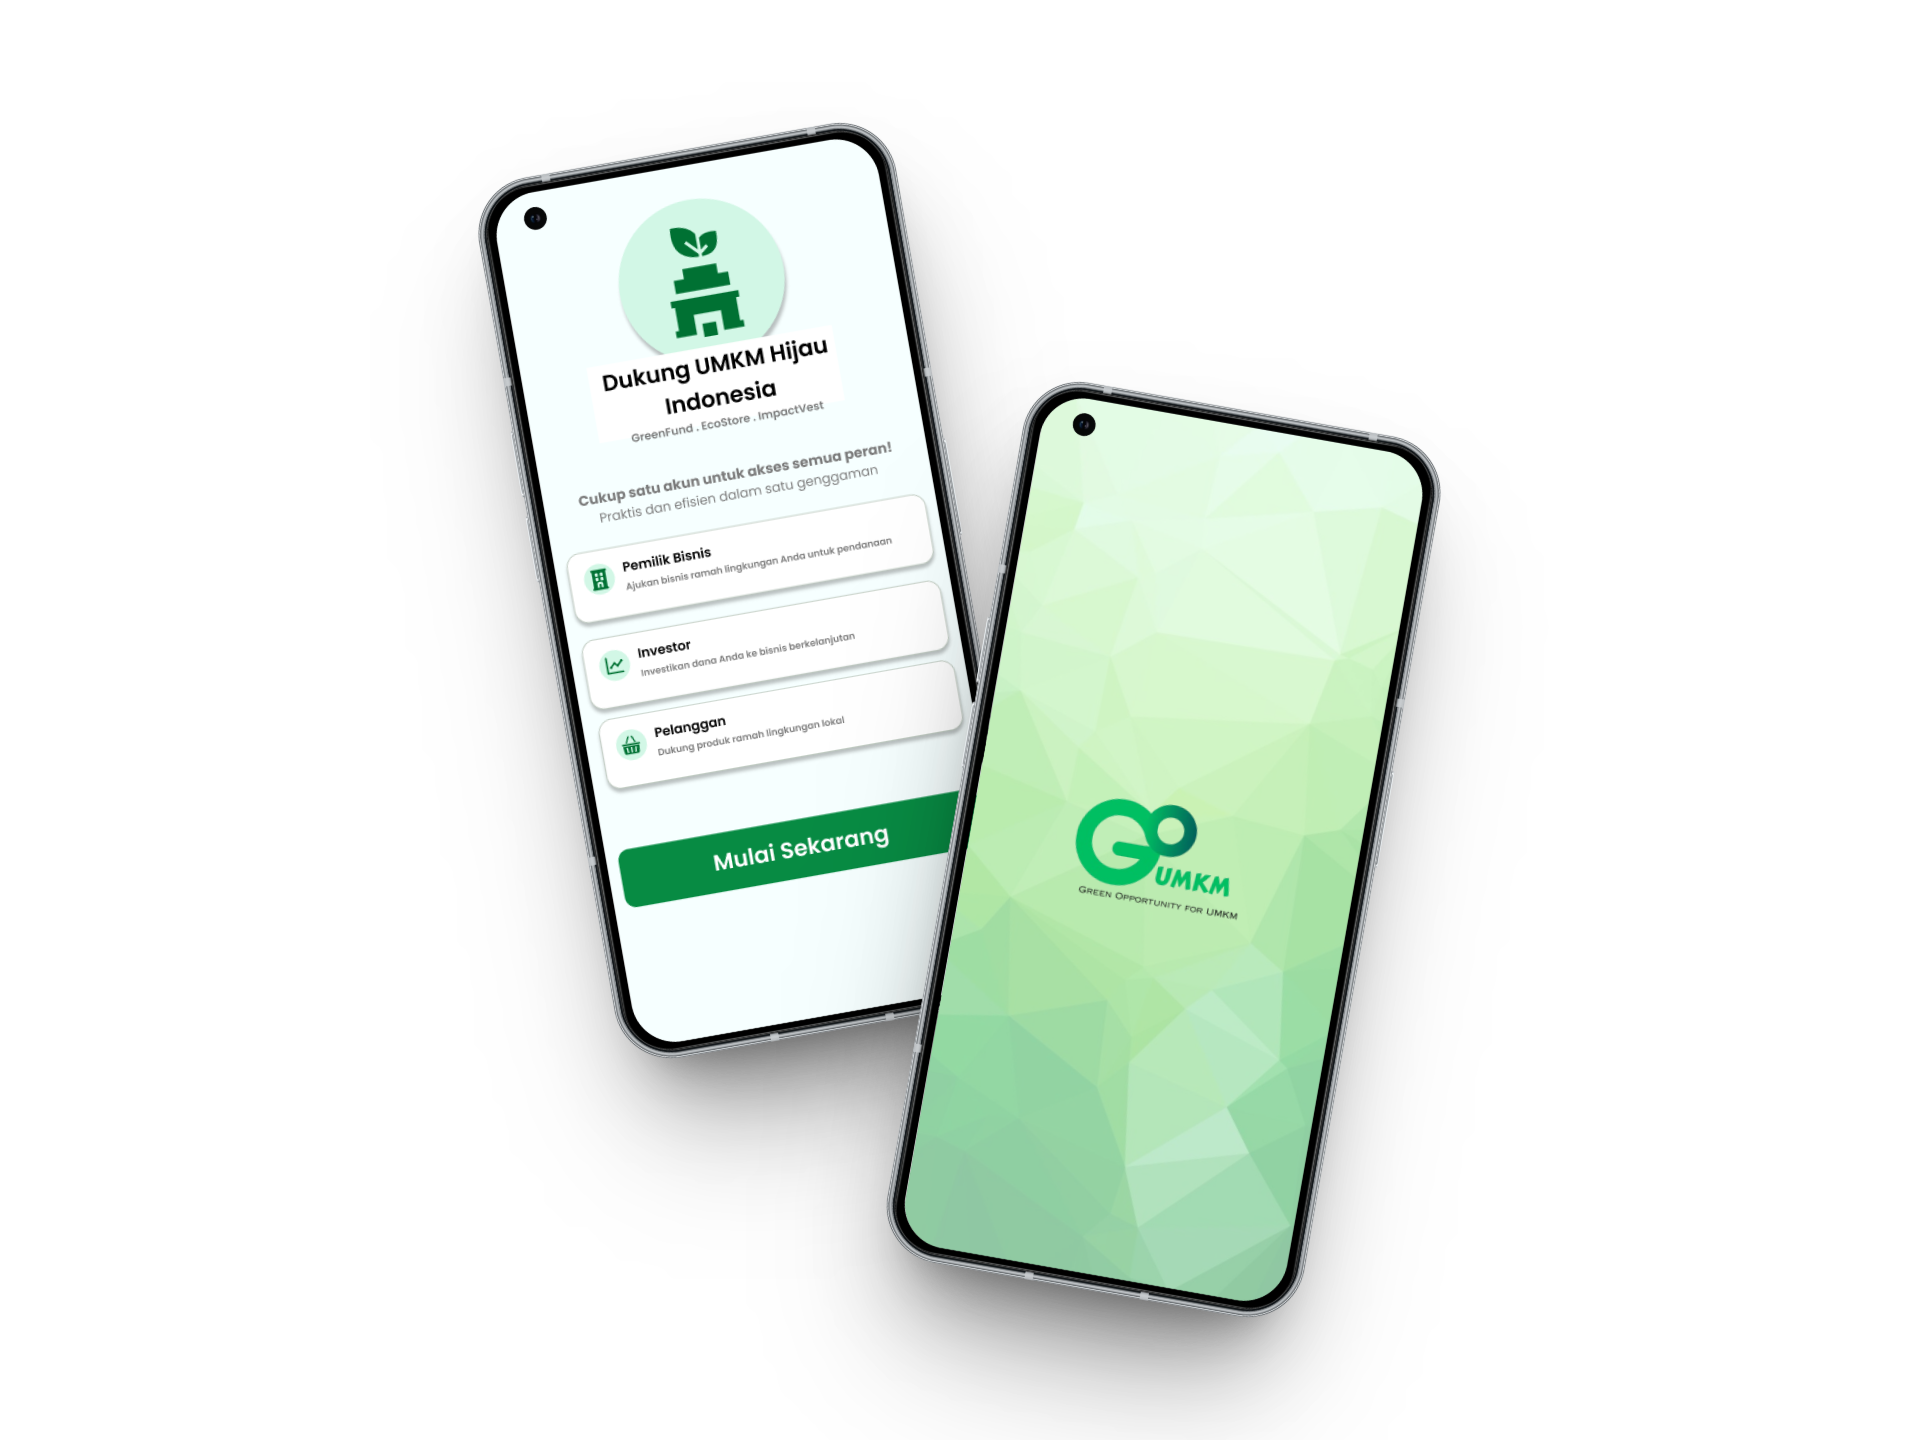 Dukung UMKM Hijau
Indonesia
GreenFund . EcoStore . ImpactVest
Cukup satu akun untuk akses semua peran!
Praktis dan efisien dalam satu genggaman
Pemilik Bisnis
Ajukan bisnis ramah lingkungan Anda untuk pendanaan
Investor
Investikan dana Anda ke bisnis berkelanjutan
Pelanggan
Dukung produk ramah lingkungan lokal
Mulai Sekarang
GO
UMKM
GREEN OPPORTUNITY FOR UMKM